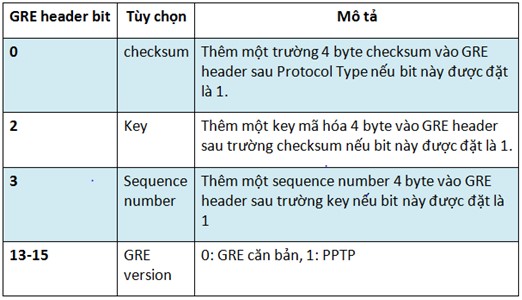 GRE header bit Tùy chọn Mô tả
0 checksum Thêm một trường 4 byte checksum vào GRE
header sau Protocol Type nếu bit này được đặt
là 1.
2 Key Thêm một key mã hóa 4 byte vào GRE header
sau trường checksum nếu bit này được đặt là 1.
3 Sequence Thêm một sequence number 4 byte vào GRE
number header sau trường key nếu bit này được đặt là
1
13-15 GRE 0: GRE căn bản, 1: PPTP
version